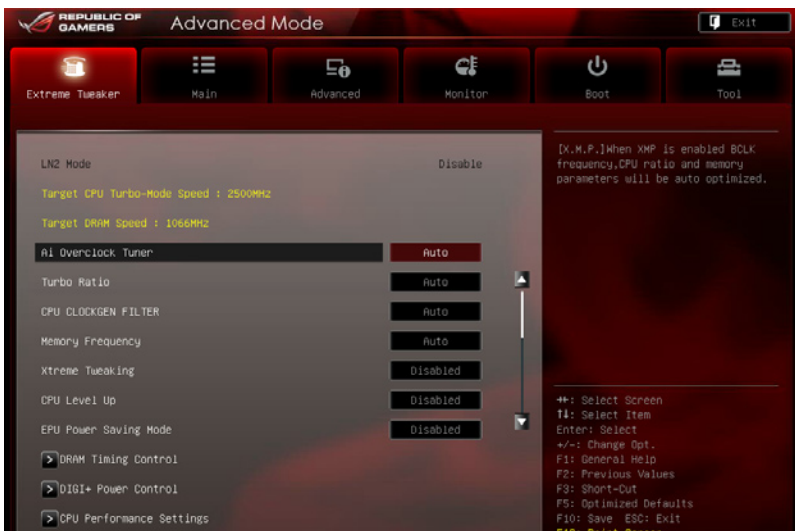 REPUBLIC OF
GAMERS
Advanced Mode
Exit
Extreme Tweaker
Main
Advanced
Monitor
Boot
Tool
LN2 Mode Disable
Target CPU Turbo-Mode Speed : 2500MHz
Target DRAM Speed : 1066MHz
Ai Overclock Tuner Auto
Turbo Ratio Auto
CPU CLOCKGEN FILTER Auto
Memory Frequency Auto
Xtreme Tweaking Disabled
CPU Level Up Disabled
EPU Power Saving Mode Disabled
> DRAM Timing Control
> DIGI+ Power Control
> CPU Performance Settings
[X.M.P.]When XMP is enabled BCLK
frequency,CPU ratio and memory
parameters will be auto optimized.
→←: Select Screen
↑↓: Select Item
Enter: Select
+/-: Change Opt.
F1: General Help
F2: Previous Values
F3: Short-Cut
F5: Optimized Defaults
F10: Save ESC: Exit